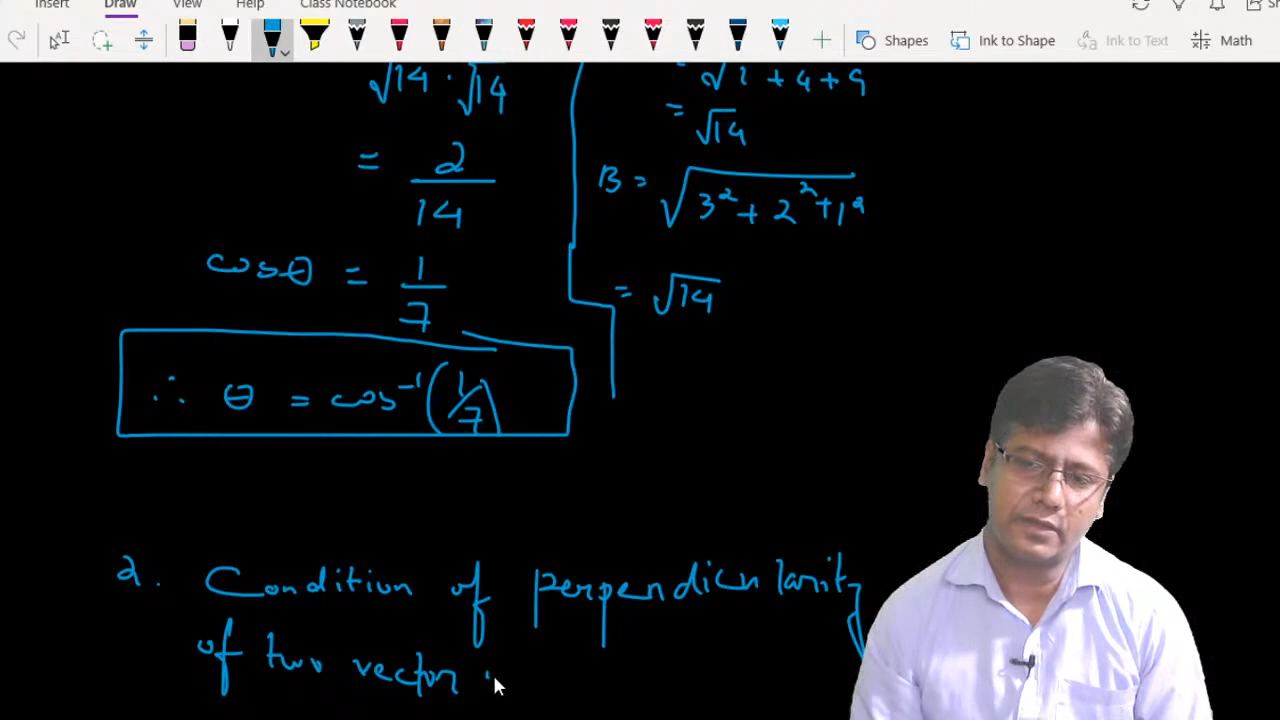 Insert Draw View Help Class Notebook
Shapes Ink to Shape Ink to Text Math
√14 · √14
= 2/14
cosθ = 1/7
∴ θ = cos⁻¹(1/7)
= √1 + 4 + 9
= √14
B = √3² + 2² + 1²
= √14
2. Condition of perpendicularity
of two vector